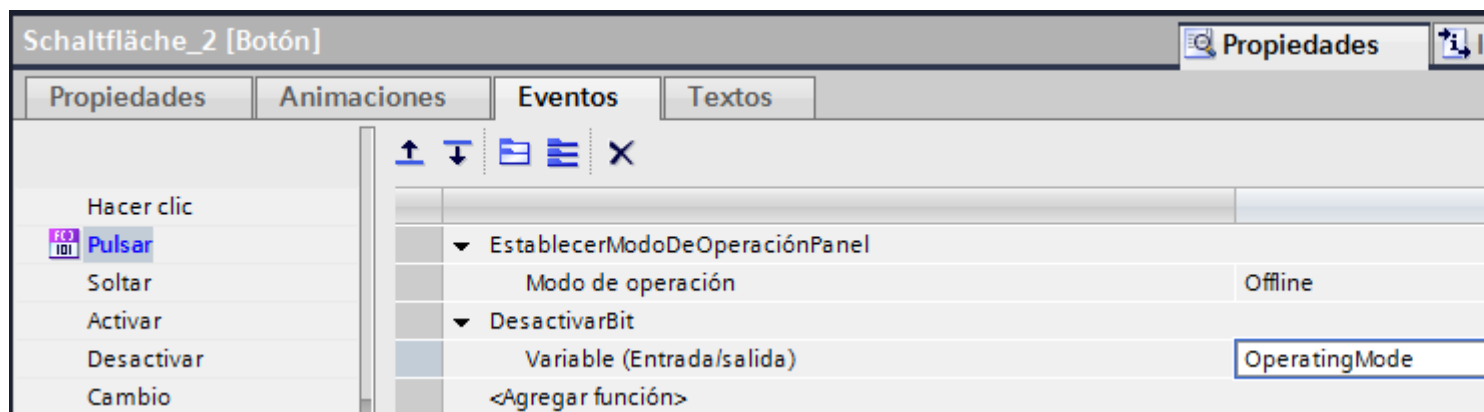 Schaltfläche_2 [Botón]
Propiedades
Propiedades Animaciones Eventos Textos
Hacer clic
Pulsar
Soltar
Activar
Desactivar
Cambio
EstablecerModoDeOperaciónPanel
Modo de operación Offline
DesactivarBit
Variable (Entrada/salida) OperatingMode
<Agregar función>